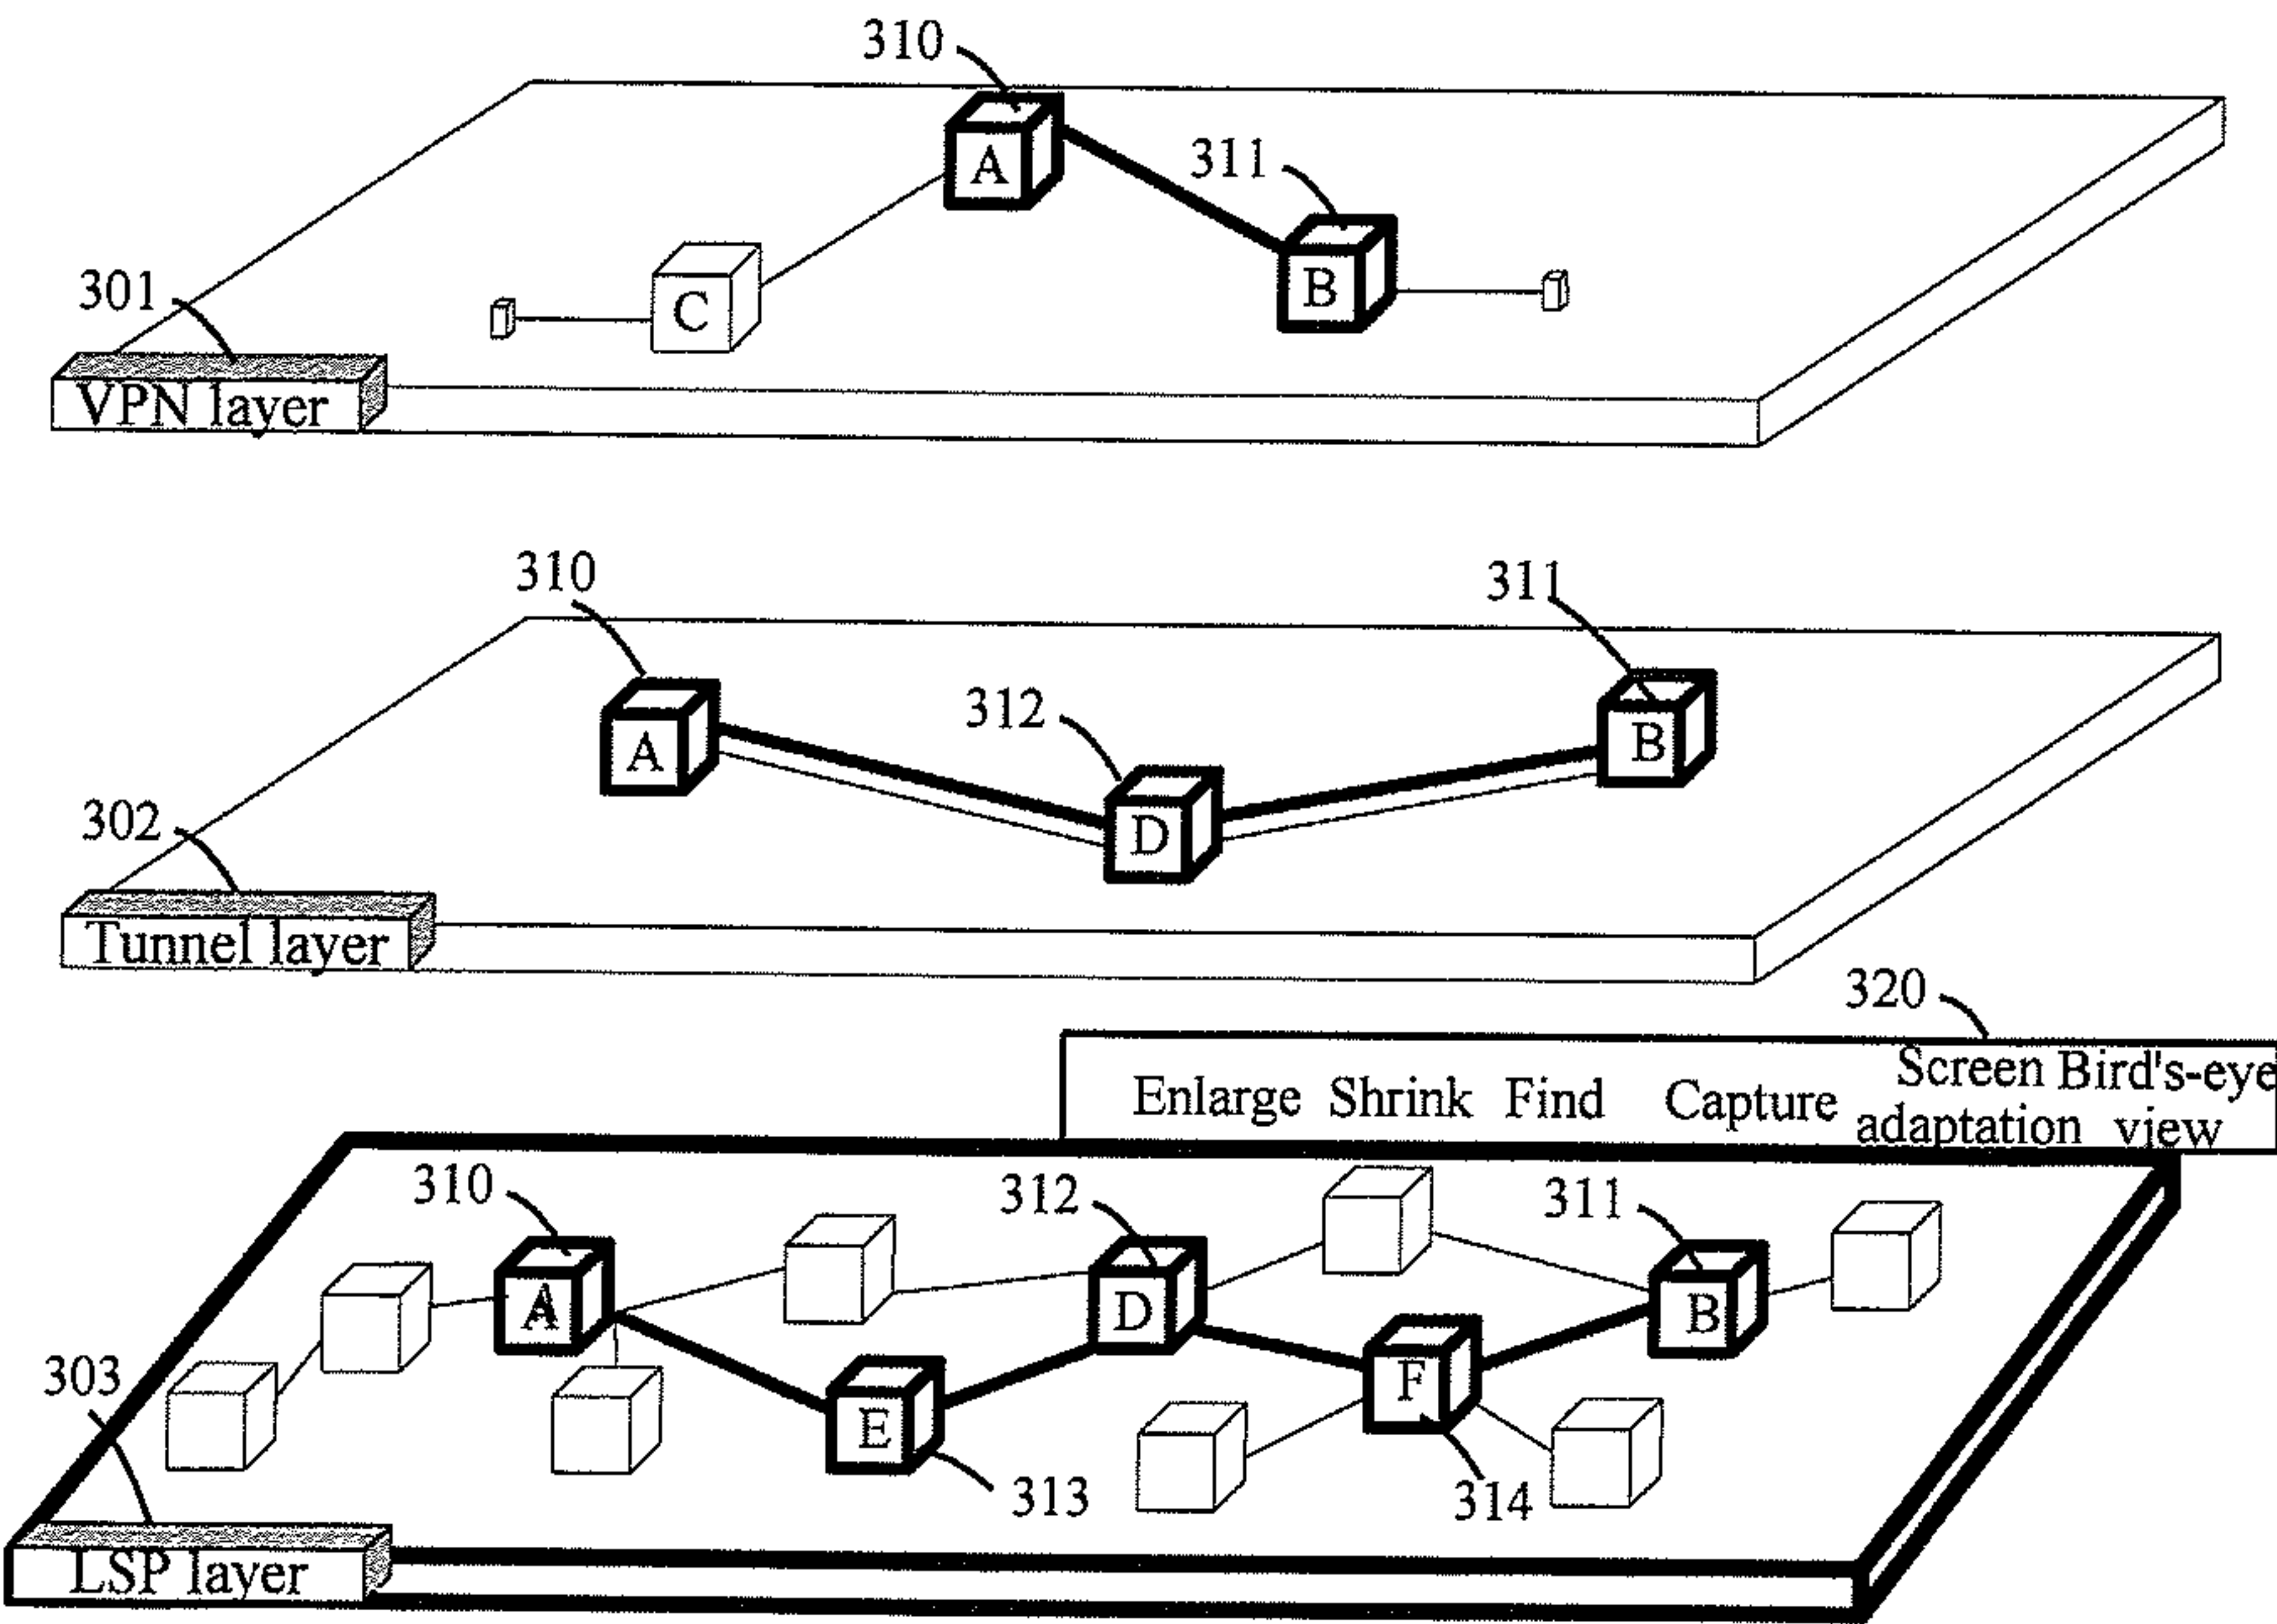 310
A
311
B
C
301
VPN layer
310
311
312
A
B
D
302
Tunnel layer
320
Enlarge Shrink Find Capture Screen adaptation Bird's-eye view
310
312
311
A
D
B
F
E
303
313
314
LSP layer